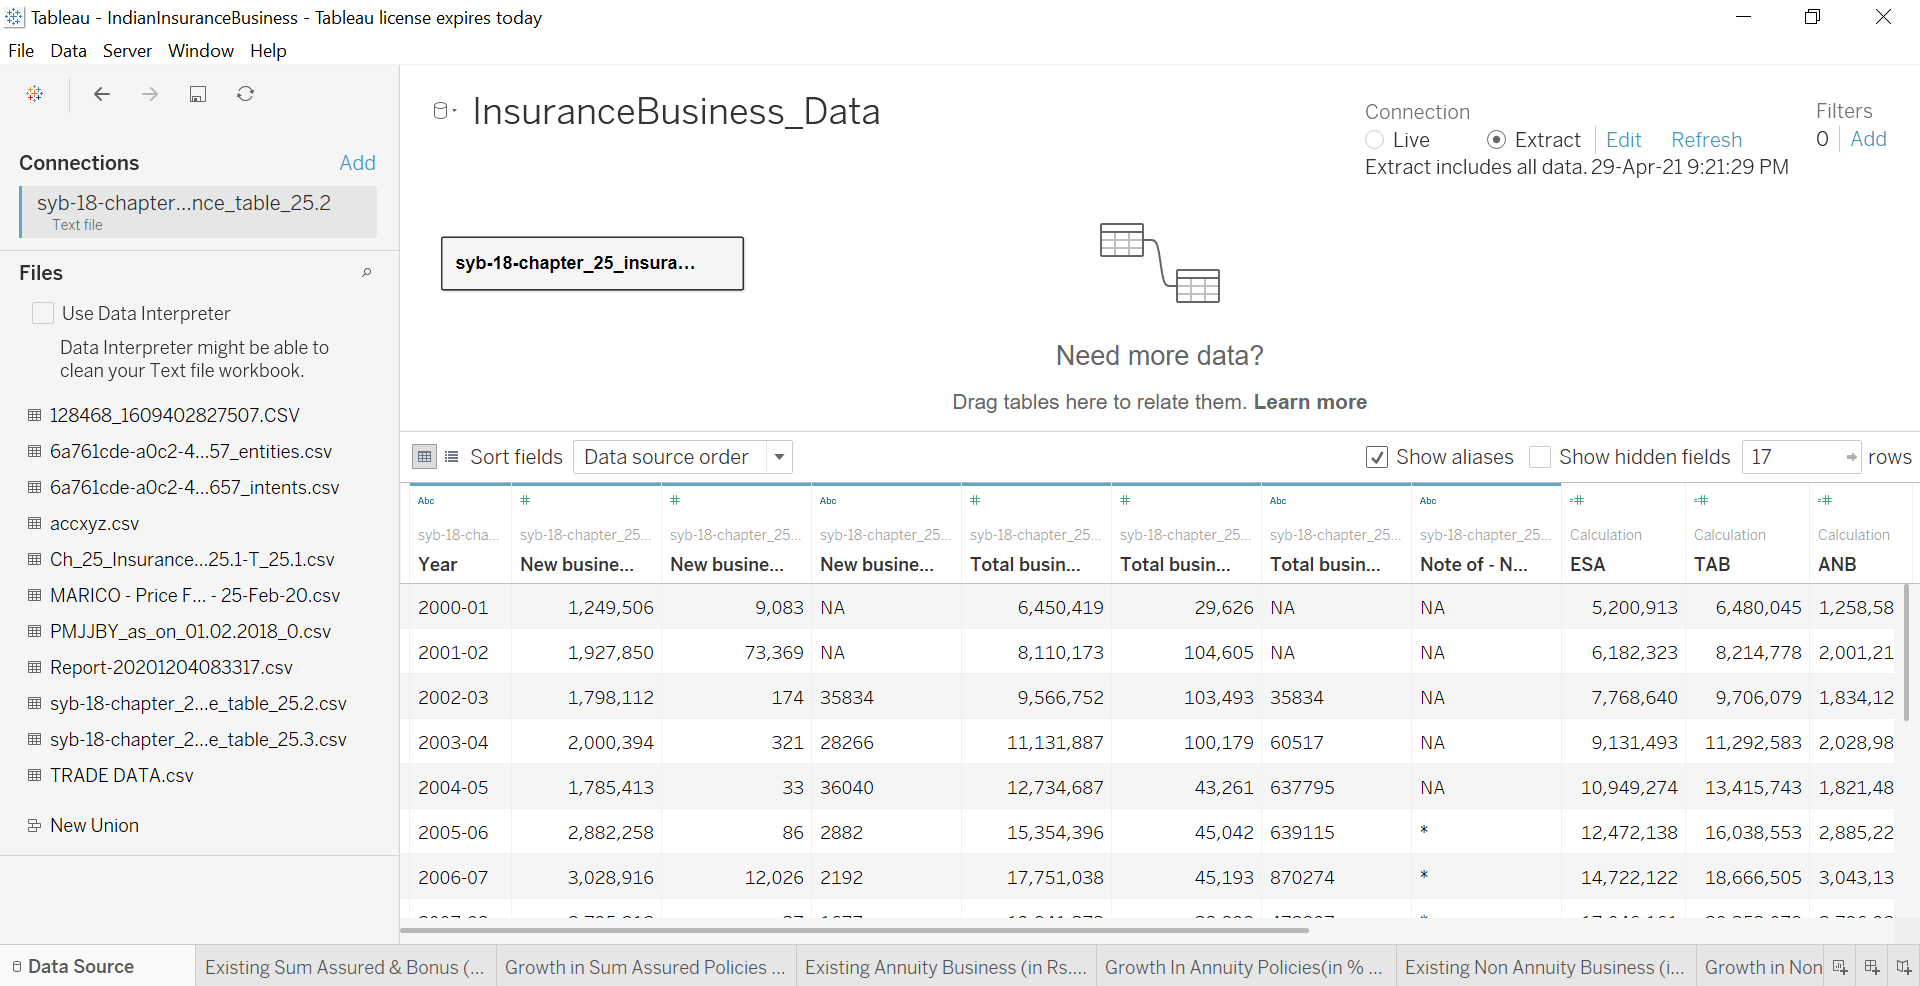 Tableau - IndianInsuranceBusiness - Tableau license expires today
File Data Server Window Help
Connections Add
syb-18-chapter...nce_table_25.2
Text file
Files
Use Data Interpreter
Data Interpreter might be able to
clean your Text file workbook.
128468_1609402827507.CSV
6a761cde-a0c2-4...57_entities.csv
6a761cde-a0c2-4...657_intents.csv
accxyz.csv
Ch_25_Insurance...25.1-T_25.1.csv
MARICO - Price F... - 25-Feb-20.csv
PMJJBY_as_on_01.02.2018_0.csv
Report-20201204083317.csv
syb-18-chapter_2...e_table_25.2.csv
syb-18-chapter_2...e_table_25.3.csv
TRADE DATA.csv
New Union
InsuranceBusiness_Data
Connection
Live Extract Edit Refresh
Extract includes all data. 29-Apr-21 9:21:29 PM
Filters
0 Add
syb-18-chapter_25_insura...
Need more data?
Drag tables here to relate them. Learn more
Sort fields Data source order Show aliases Show hidden fields 17 rows
Abc # # Abc # # Abc Abc =# =# =#
syb-18-cha... syb-18-chapter_25... syb-18-chapter_25... syb-18-chapter_25... syb-18-chapter_25... syb-18-chapter_25... syb-18-chapter_25... syb-18-chapter_25... Calculation Calculation Calculation
Year New busine... New busine... New busine... Total busin... Total busin... Total busin... Note of - N... ESA TAB ANB
2000-01 1,249,506 9,083 NA 6,450,419 29,626 NA NA 5,200,913 6,480,045 1,258,58
2001-02 1,927,850 73,369 NA 8,110,173 104,605 NA NA 6,182,323 8,214,778 2,001,21
2002-03 1,798,112 174 35834 9,566,752 103,493 35834 NA 7,768,640 9,706,079 1,834,12
2003-04 2,000,394 321 28266 11,131,887 100,179 60517 NA 9,131,493 11,292,583 2,028,98
2004-05 1,785,413 33 36040 12,734,687 43,261 637795 NA 10,949,274 13,415,743 1,821,48
2005-06 2,882,258 86 2882 15,354,396 45,042 639115 * 12,472,138 16,038,553 2,885,22
2006-07 3,028,916 12,026 2192 17,751,038 45,193 870274 * 14,722,122 18,666,505 3,043,13
Data Source Existing Sum Assured & Bonus (... Growth in Sum Assured Policies ... Existing Annuity Business (in Rs.... Growth In Annuity Policies(in % ... Existing Non Annuity Business (i... Growth in Non